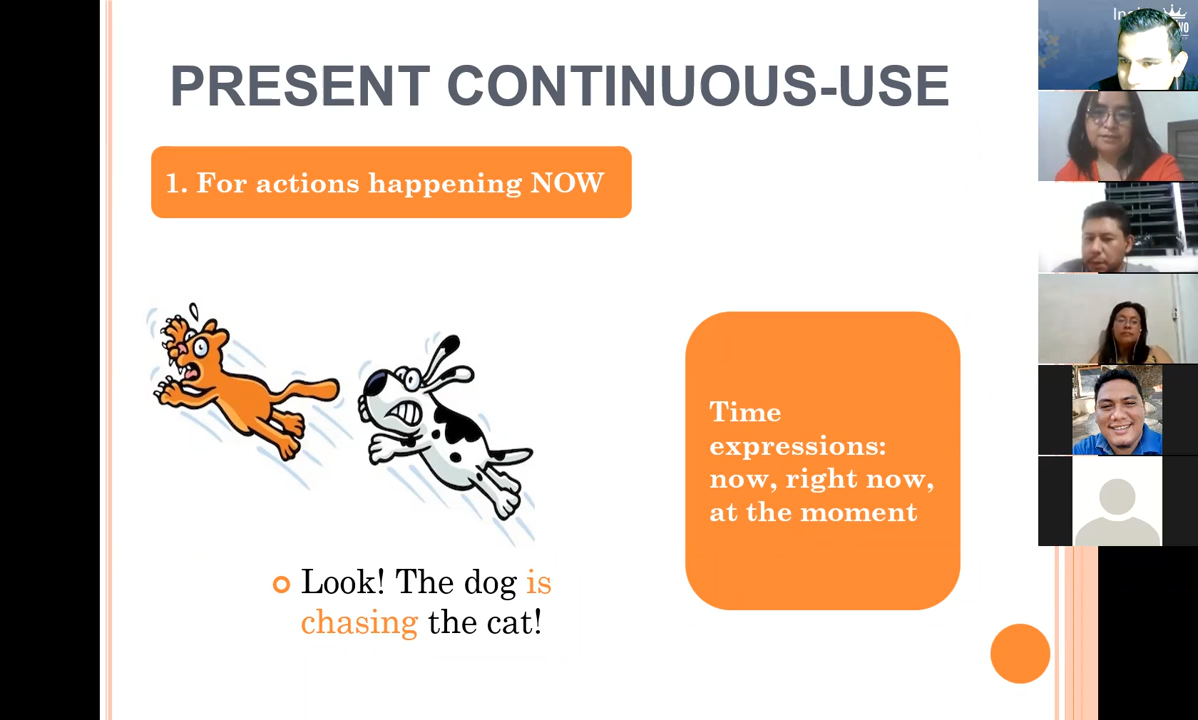 PRESENT CONTINUOUS-USE
1. For actions happening NOW
Time
expressions:
now, right now,
at the moment
Look! The dog is
chasing the cat!